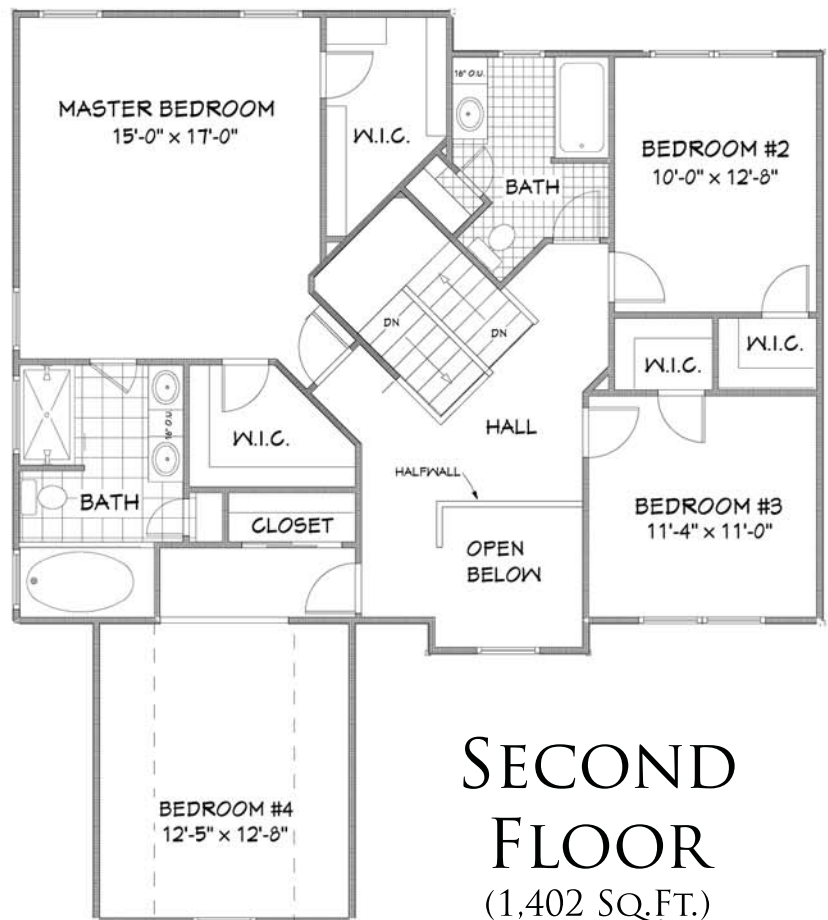 MASTER BEDROOM
15'-0" x 17'-0"
W.I.C.
18" O.U.
BATH
BEDROOM #2
10'-0" x 12'-8"
DN
DN
W.I.C.
W.I.C.
W.I.C.
18" O.U.
BATH
CLOSET
HALL
HALFWALL
OPEN
BELOW
BEDROOM #3
11'-4" x 11'-0"
BEDROOM #4
12'-5" x 12'-8"
SECOND
FLOOR
(1,402 SQ.FT.)